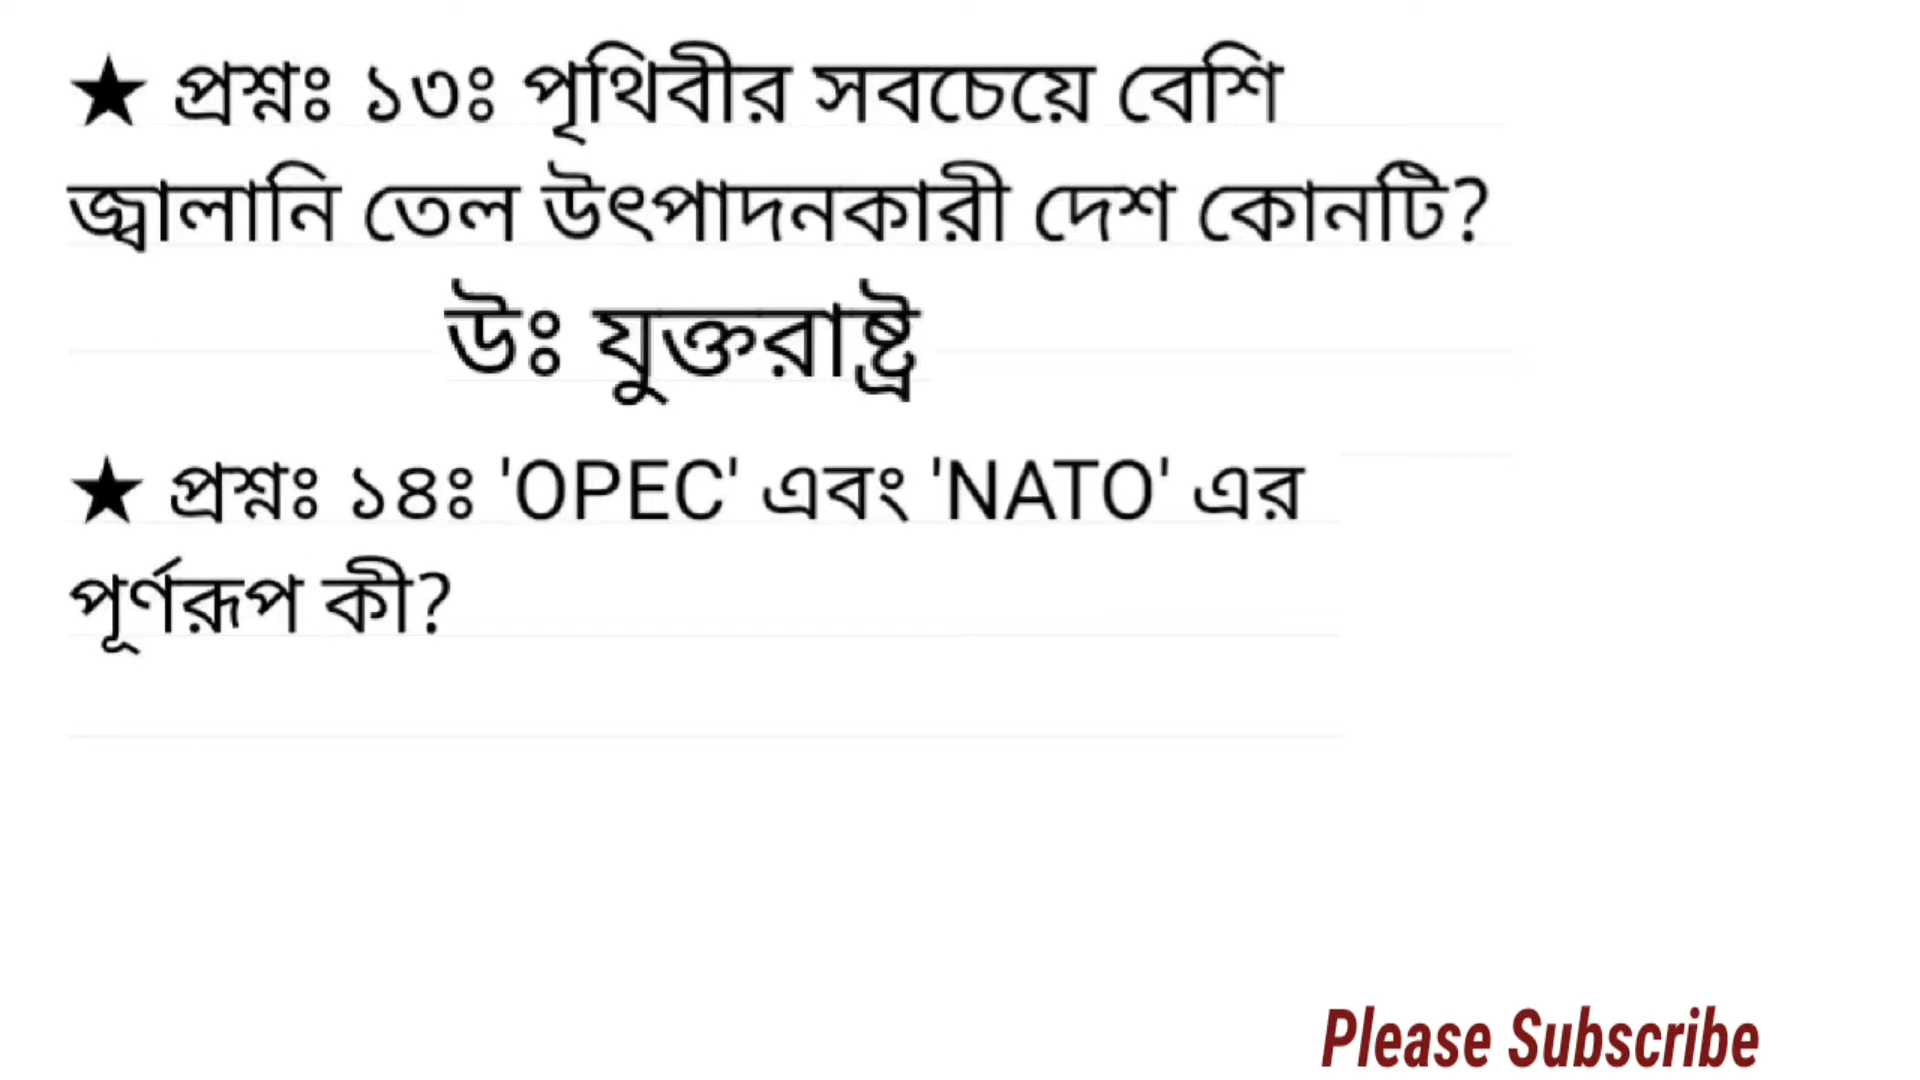 ★ প্রশ্নঃ ১৩ঃ পৃথিবীর সবচেয়ে বেশি
জ্বালানি তেল উৎপাদনকারী দেশ কোনটি?
উঃ যুক্তরাষ্ট্র
★ প্রশ্নঃ ১৪ঃ 'OPEC' এবং 'NATO' এর
পূর্ণরূপ কী?
Please Subscribe